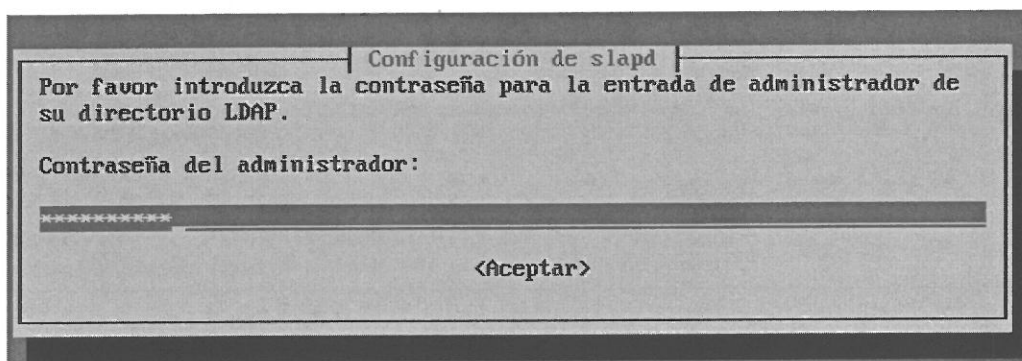 Configuración de slapd
Por favor introduzca la contraseña para la entrada de administrador de
su directorio LDAP.
Contraseña del administrador:
**********
<Aceptar>